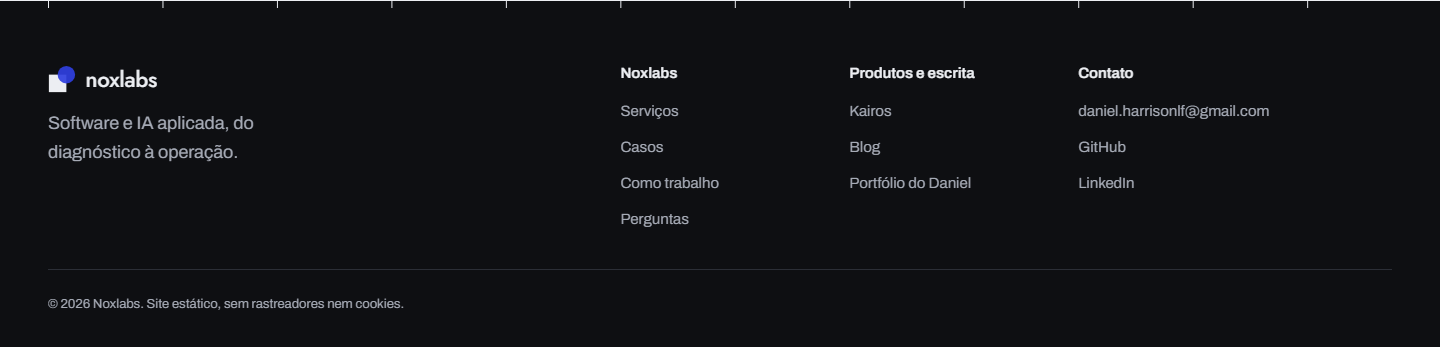 noxlabs
Software e IA aplicada, do
diagnóstico à operação.
Noxlabs
Serviços
Casos
Como trabalho
Perguntas
Produtos e escrita
Kairos
Blog
Portfólio do Daniel
Contato
daniel.harrisonlf@gmail.com
GitHub
LinkedIn
© 2026 Noxlabs. Site estático, sem rastreadores nem cookies.